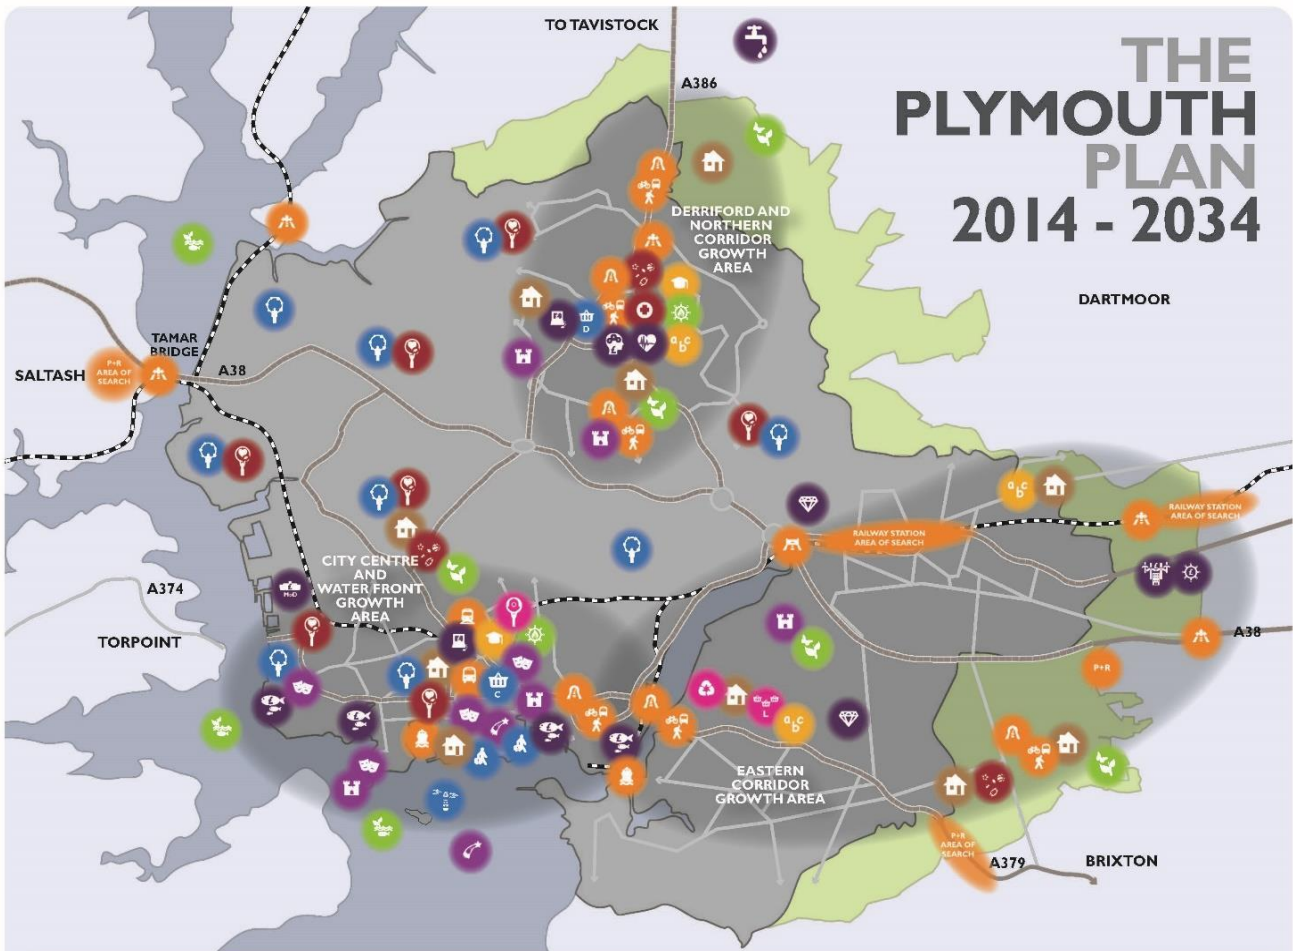 TO TAVISTOCK
A386
THE
PLYMOUTH
PLAN
2014 - 2034
DERRIFORD AND
NORTHERN
CORRIDOR
GROWTH
AREA
DARTMOOR
TAMAR
BRIDGE
P+R
AREA OF
SEARCH
SALTASH
A38
D
a b c
a b c
RAILWAY STATION
AREA OF SEARCH
RAILWAY STATION
AREA OF SEARCH
CITY CENTRE
AND
WATER FRONT
GROWTH
AREA
A374
MoD
TORPOINT
A38
P+R
C
L
a b c
EASTERN
CORRIDOR
GROWTH AREA
P+R
AREA OF
SEARCH
A379
BRIXTON